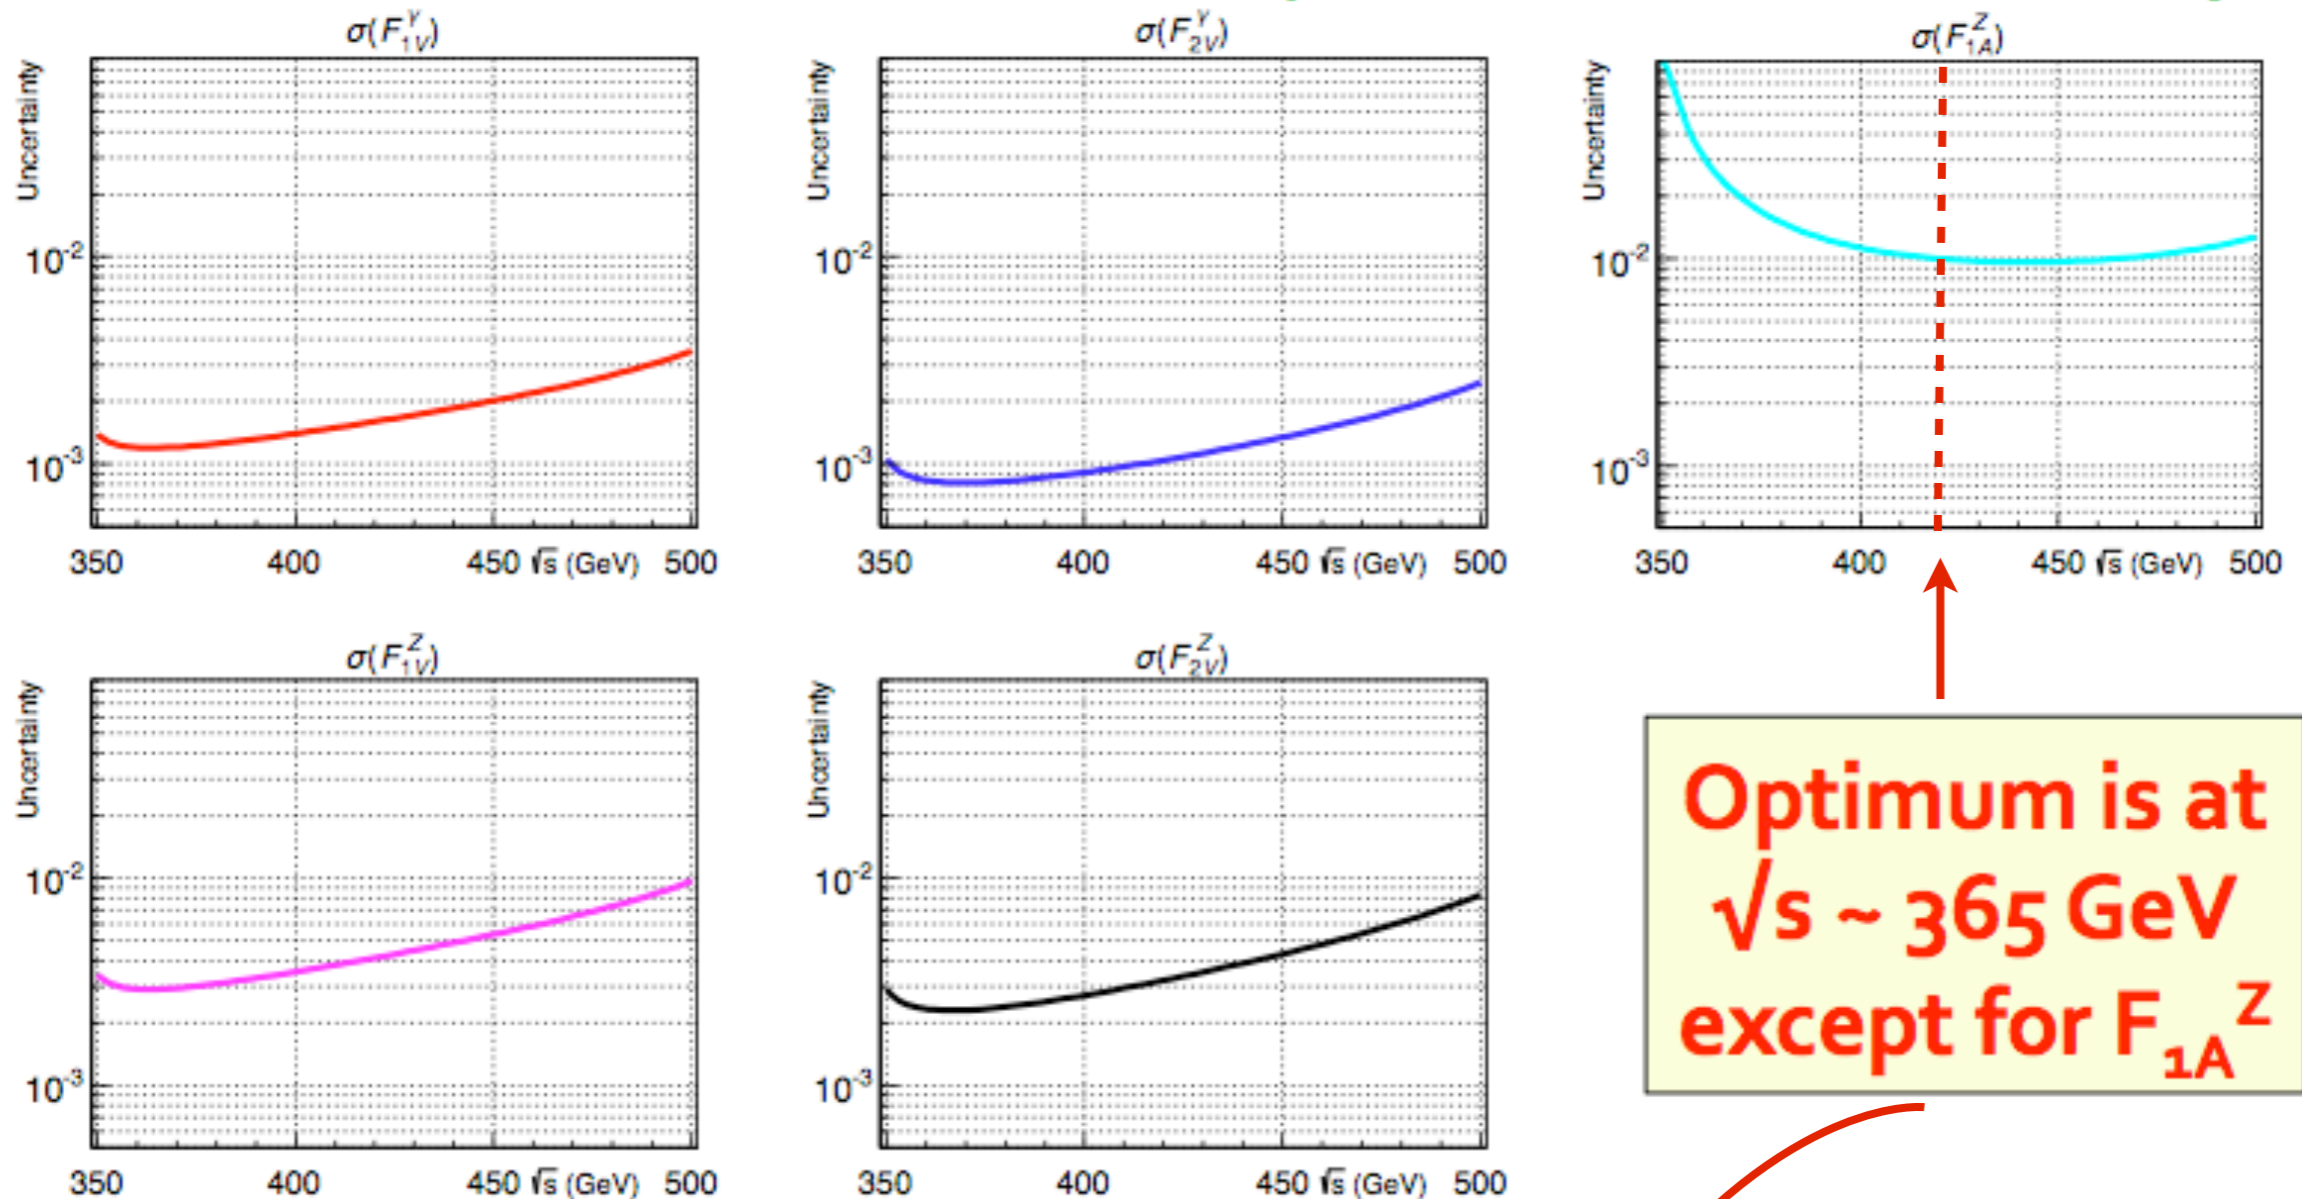 σ(F₁ᵥ^γ)
Uncertainty
10⁻²
10⁻³
350 400 450 √s (GeV) 500
σ(F₂ᵥ^γ)
Uncertainty
10⁻²
10⁻³
350 400 450 √s (GeV) 500
σ(F₁ₐ^Z)
Uncertainty
10⁻²
10⁻³
350 400 450 √s (GeV) 500
σ(F₁ᵥ^Z)
Uncertainty
10⁻²
10⁻³
350 400 450 √s (GeV) 500
σ(F₂ᵥ^Z)
Uncertainty
10⁻²
10⁻³
350 400 450 √s (GeV) 500
Optimum is at
√s ~ 365 GeV
except for F₁ₐ^Z